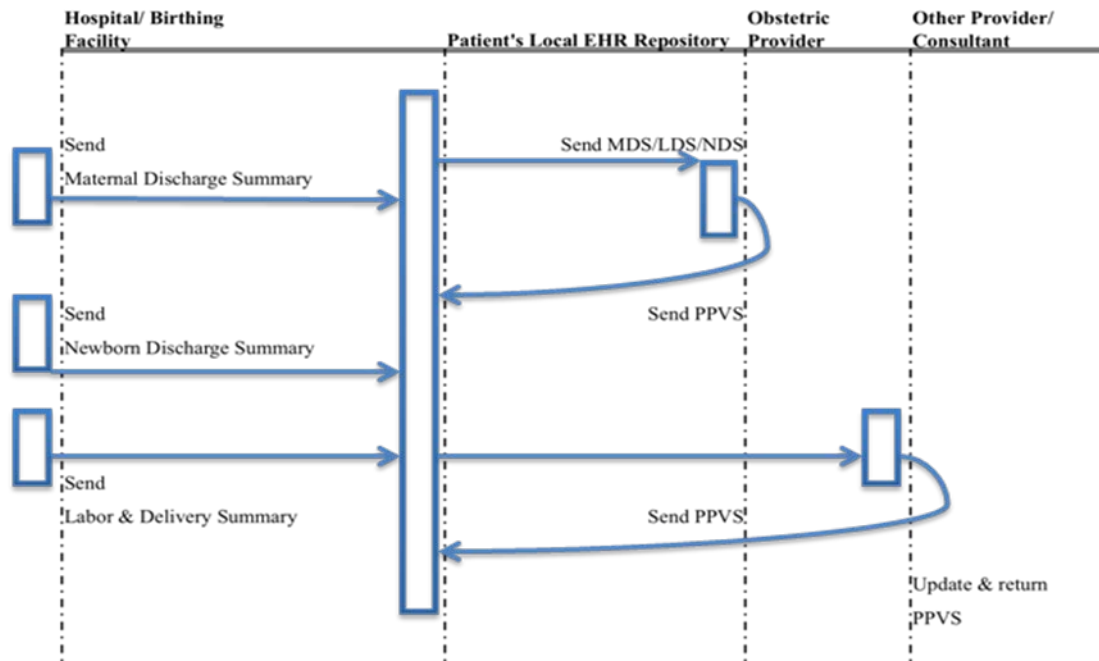 Hospital/ Birthing
Facility
Patient's Local EHR Repository
Obstetric
Provider
Other Provider/
Consultant
Send
Maternal Discharge Summary
Send MDS/LDS/NDS
Send PPVS
Send
Newborn Discharge Summary
Send
Labor & Delivery Summary
Send PPVS
Update & return
PPVS